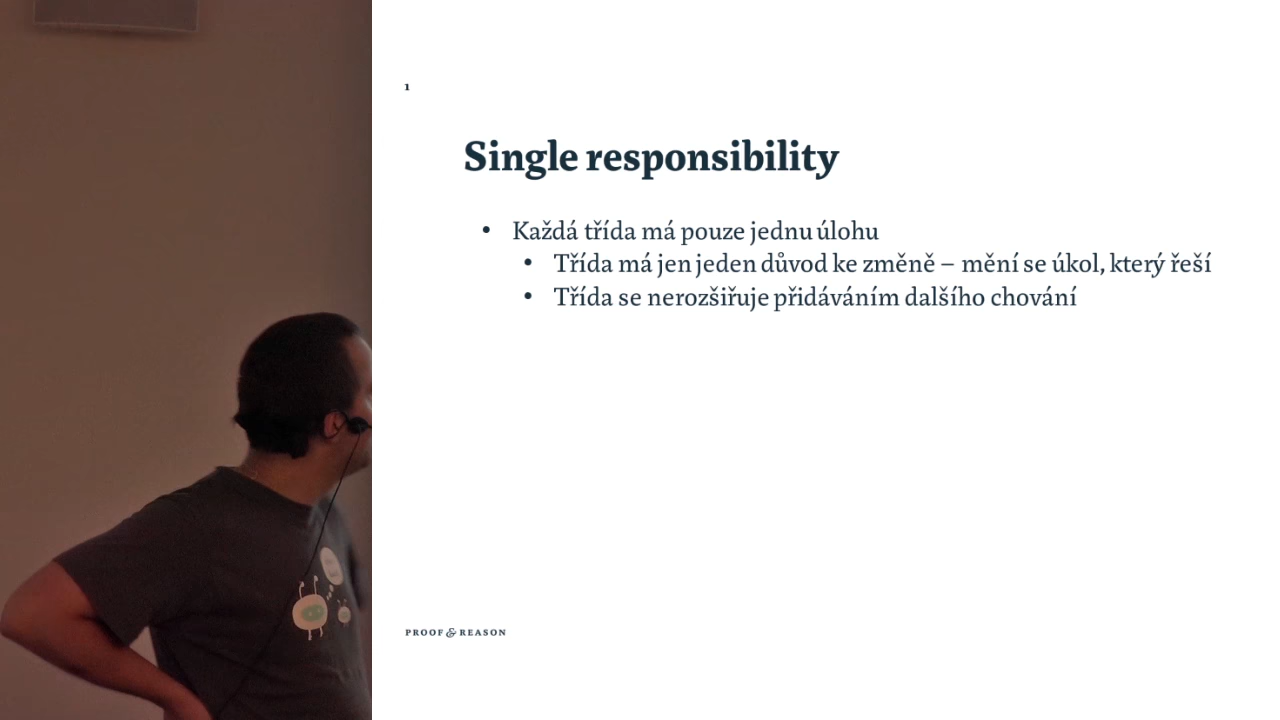 1
Single responsibility
• Každá třída má pouze jednu úlohu
• Třída má jen jeden důvod ke změně – mění se úkol, který řeší
• Třída se nerozšiřuje přidáváním dalšího chování
PROOF & REASON